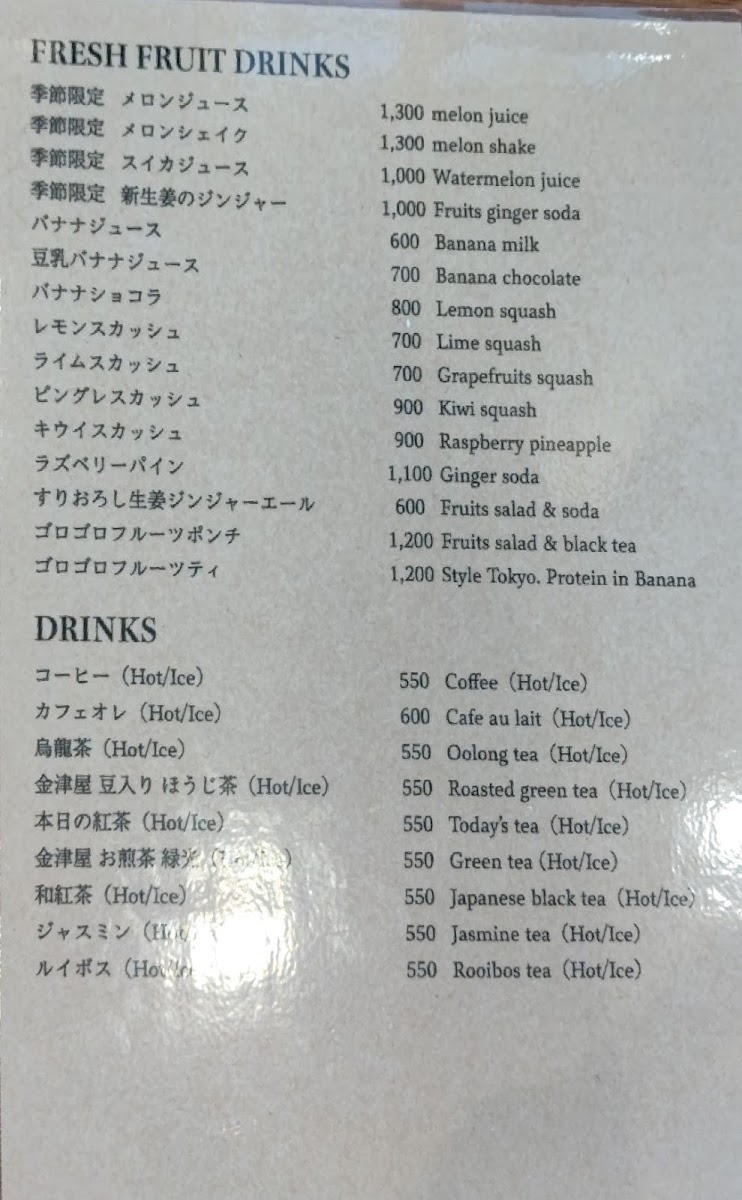 FRESH FRUIT DRINKS
季節限定 メロンジュース 1,300 melon juice
季節限定 メロンシェイク 1,300 melon shake
季節限定 スイカジュース 1,000 Watermelon juice
季節限定 新生姜のジンジャー 1,000 Fruits ginger soda
バナナジュース 600 Banana milk
豆乳バナナジュース 700 Banana chocolate
バナナショコラ 800 Lemon squash
レモンスカッシュ 700 Lime squash
ライムスカッシュ 700 Grapefruits squash
ピングレスカッシュ 900 Kiwi squash
キウイスカッシュ 900 Raspberry pineapple
ラズベリーパイン 1,100 Ginger soda
すりおろし生姜ジンジャーエール 600 Fruits salad & soda
ゴロゴロフルーツポンチ 1,200 Fruits salad & black tea
ゴロゴロフルーツティ 1,200 Style Tokyo. Protein in Banana
DRINKS
コーヒー（Hot/Ice） 550 Coffee（Hot/Ice）
カフェオレ（Hot/Ice） 600 Cafe au lait（Hot/Ice）
烏龍茶（Hot/Ice） 550 Oolong tea（Hot/Ice）
金津屋 豆入り ほうじ茶（Hot/Ice） 550 Roasted green tea（Hot/Ice）
本日の紅茶（Hot/Ice） 550 Today's tea（Hot/Ice）
金津屋 お煎茶 緑光 550 Green tea（Hot/Ice）
和紅茶（Hot/Ice） 550 Japanese black tea（Hot/Ice）
ジャスミン 550 Jasmine tea（Hot/Ice）
ルイボス（Hot/Ice 550 Rooibos tea（Hot/Ice）